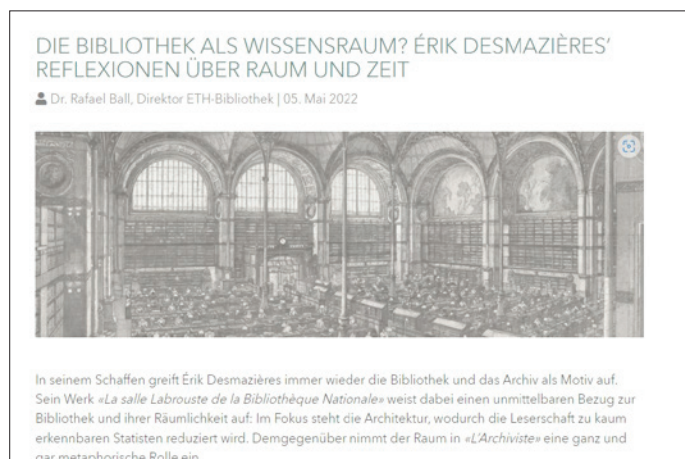 DIE BIBLIOTHEK ALS WISSENSRAUM? ÉRIK DESMAZIÈRES'
REFLEXIONEN ÜBER RAUM UND ZEIT
Dr. Rafael Ball, Direktor ETH-Bibliothek | 05. Mai 2022
In seinem Schaffen greift Érik Desmazières immer wieder die Bibliothek und das Archiv als Motiv auf.
Sein Werk «La salle Labrouste de la Bibliothèque Nationale» weist dabei einen unmittelbaren Bezug zur
Bibliothek und ihrer Räumlichkeit auf: Im Fokus steht die Architektur, wodurch die Leserschaft zu kaum
erkennbaren Statisten reduziert wird. Demgegenüber nimmt der Raum in «L'Archiviste» eine ganz und
gar metaphorische Rolle ein.